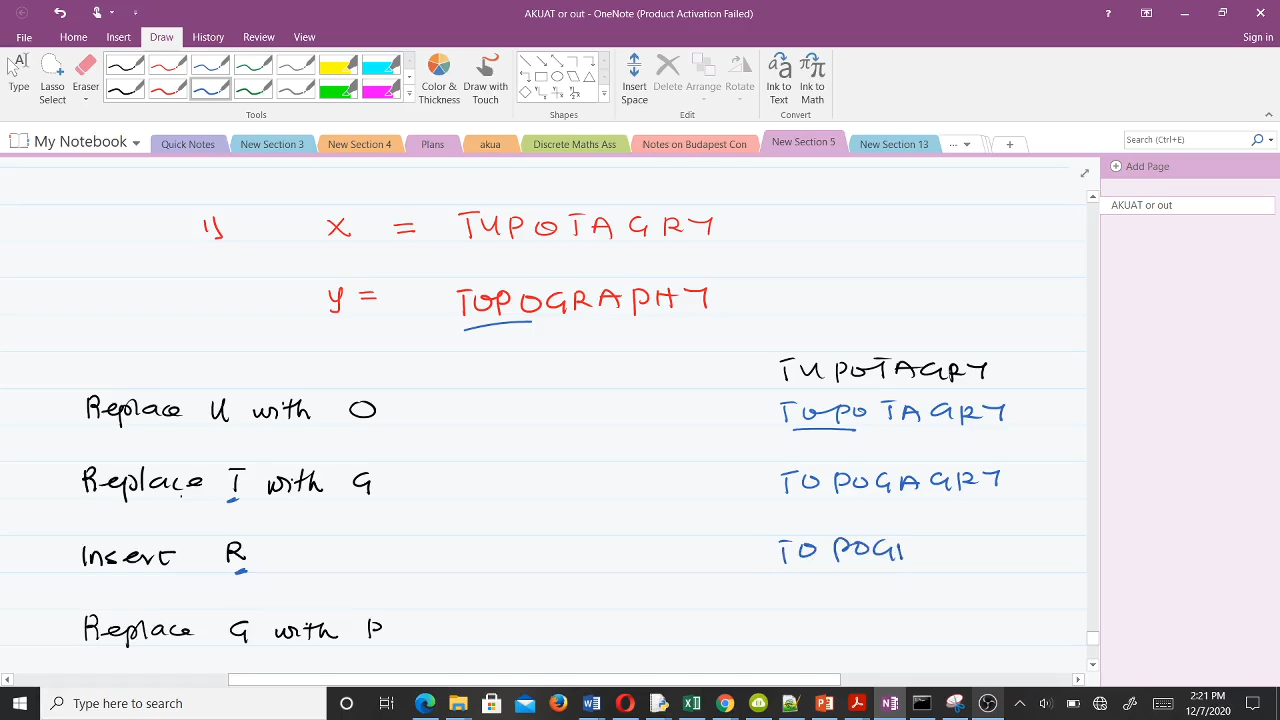 AKUAT or out - OneNote (Product Activation Failed)
File Home Insert Draw History Review View Sign in
Type Lasso Select Eraser Color & Thickness Draw with Touch Insert Space Delete Arrange Rotate Ink to Text Ink to Math
Tools Shapes Edit Convert
My Notebook Quick Notes New Section 3 New Section 4 Plans akua Discrete Maths Ass Notes on Budapest Con New Section 5 New Section 13 ... Search (Ctrl+E)
Add Page
AKUAT or out
X = TUPOTAGRY
y = TOPOGRAPHY
TUPOTAGRY
Replace U with O TOPOTAGRY
Replace T with G TOPOGAGRY
Insert R TOPOG
Replace G with P
Type here to search
2:21 PM
12/7/2020